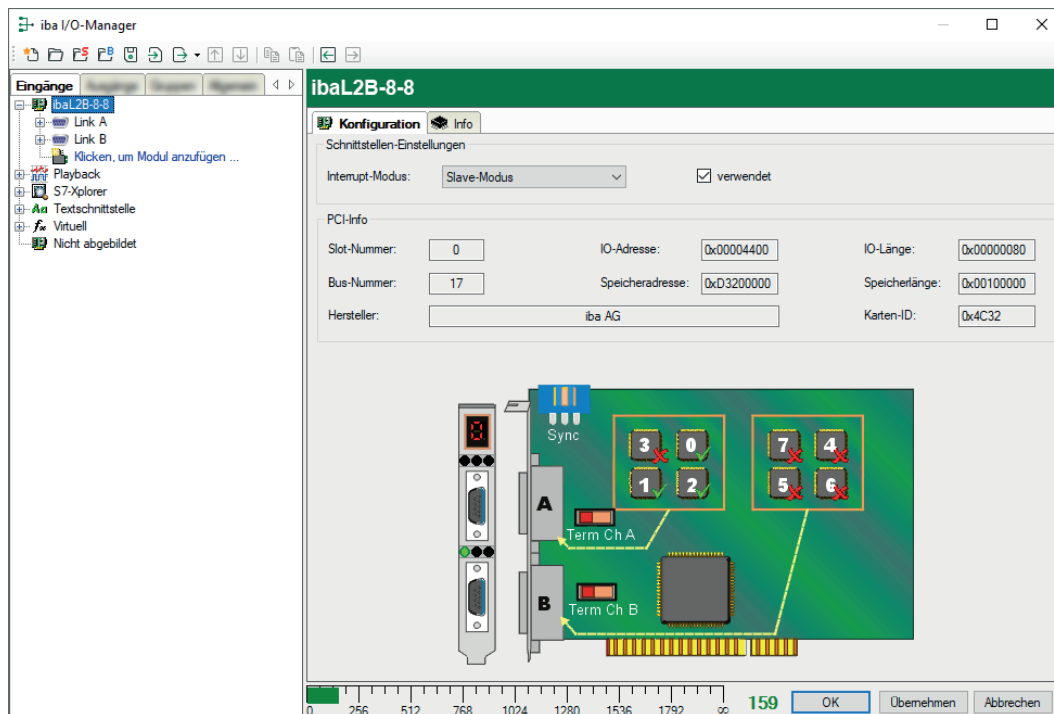 iba I/O-Manager
Eingänge
ibaL2B-8-8
Link A
Link B
Klicken, um Modul anzufügen ...
Playback
S7-Xplorer
Textschnittstelle
Virtuell
Nicht abgebildet
ibaL2B-8-8
Konfiguration Info
Schnittstellen-Einstellungen
Interrupt-Modus: Slave-Modus verwendet
PCI-Info
Slot-Nummer: 0 IO-Adresse: 0x00004400 IO-Länge: 0x00000080
Bus-Nummer: 17 Speicheradresse: 0xD3200000 Speicherlänge: 0x00100000
Hersteller: iba AG Karten-ID: 0x4C32
Sync
3 0 7 4
1 2 5 6
A
Term Ch A
B
Term Ch B
0 256 512 768 1024 1280 1536 1792 ∞
159 OK Übernehmen Abbrechen